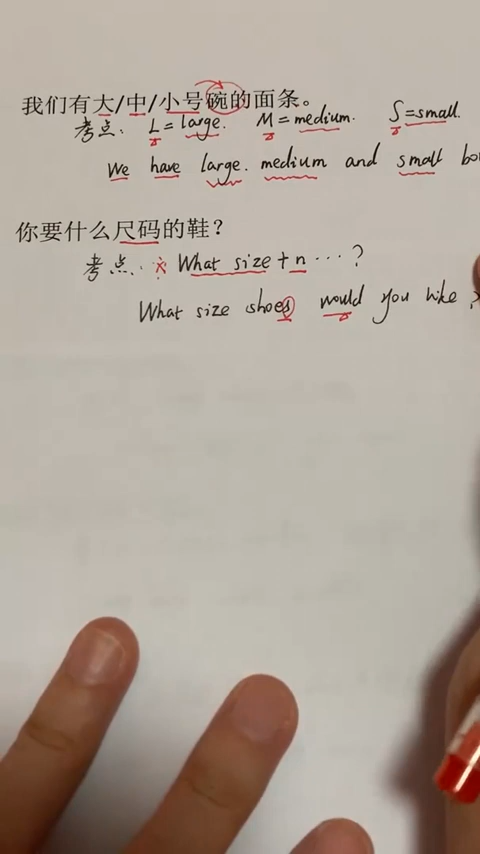 我们有大/中/小号碗的面条。
考点: L = large. M = medium. S = small.
We have large. medium and small
你要什么尺码的鞋?
考点: What size + n ...?
What size shoes would you like ?